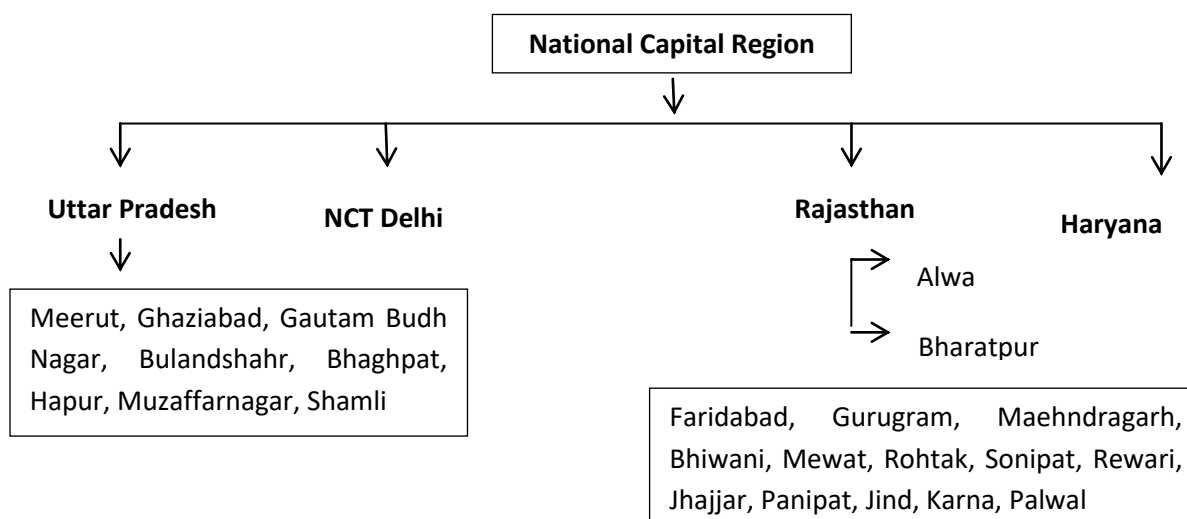 National Capital Region
Uttar Pradesh
NCT Delhi
Rajasthan
Haryana
Alwa
Bharatpur
Meerut, Ghaziabad, Gautam Budh
Nagar, Bulandshahr, Bhaghpat,
Hapur, Muzaffarnagar, Shamli
Faridabad, Gurugram, Maehndragarh,
Bhiwani, Mewat, Rohtak, Sonipat, Rewari,
Jhajjar, Panipat, Jind, Karna, Palwal